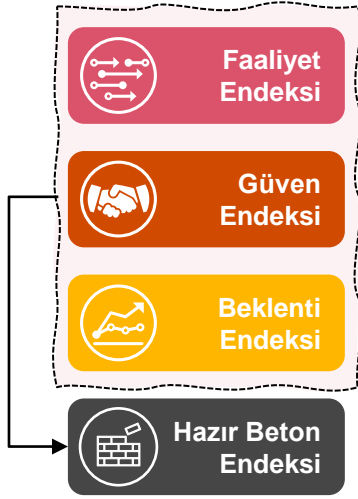 Faaliyet
Endeksi
Güven
Endeksi
Beklenti
Endeksi
Hazır Beton
Endeksi